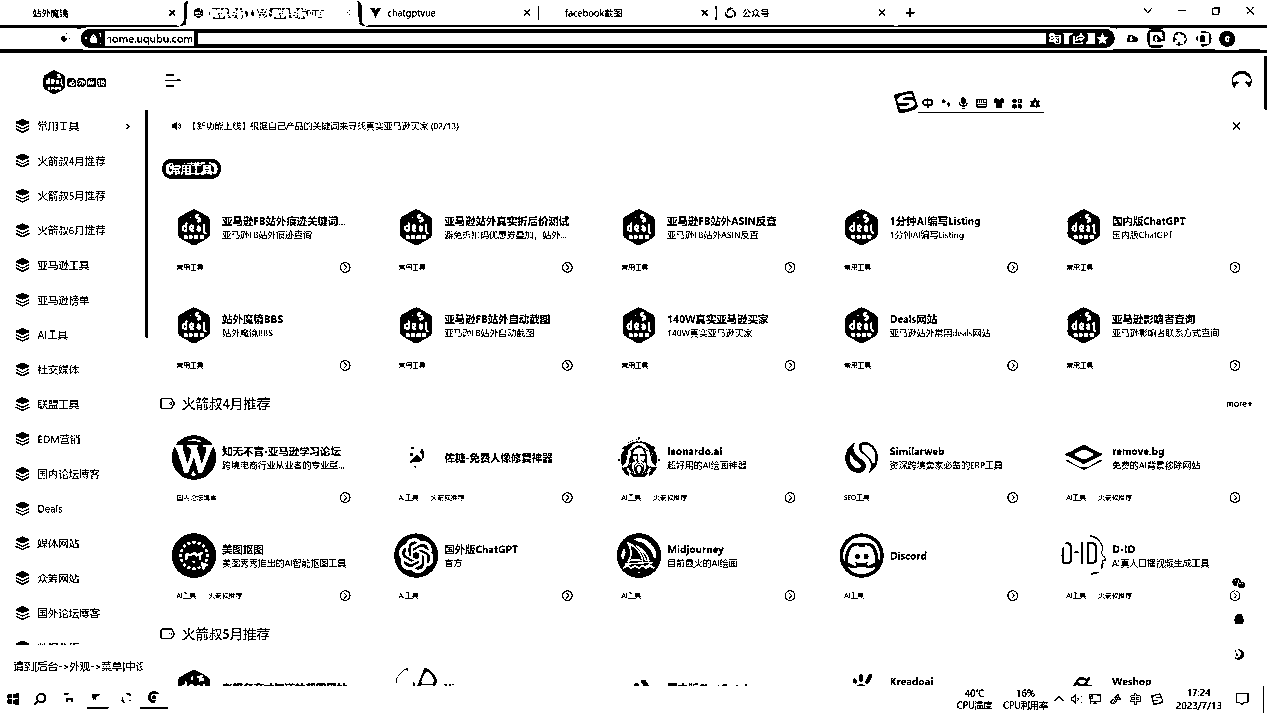 站外魔镜
chatgptvue
facebook截图
公众号
home.uqubu.com
deal
中
常用工具
火箭叔4月推荐
火箭叔5月推荐
火箭叔6月推荐
亚马逊工具
亚马逊榜单
AI工具
社交媒体
联盟工具
EDM营销
国内论坛博客
Deals
媒体网站
众筹网站
国外论坛博客
请到[后台->外观->菜单]中设
【新功能上线】根据自己产品的关键词来寻找真实亚马逊买家 (02/13)
常用工具
亚马逊FB站外痕迹关键词...
亚马逊FB站外痕迹查询
常用工具
亚马逊站外真实折后价测试
避免折扣码优惠券叠加，站外...
常用工具
亚马逊FB站外ASIN反查
亚马逊FB站外ASIN反查
常用工具
1分钟AI编写Listing
1分钟AI编写Listing
常用工具
国内版ChatGPT
国内版ChatGPT
常用工具
站外魔镜BBS
站外魔镜BBS
常用工具
亚马逊FB站外自动截图
亚马逊FB站外自动截图
常用工具
140W真实亚马逊买家
140W真实亚马逊买家
常用工具
Deals网站
亚马逊站外常用deals网站
常用工具
亚马逊影响者查询
亚马逊影响者联系方式查询
常用工具
火箭叔4月推荐
more+
知无不言-亚马逊学习论坛
跨境电商行业从业者的专业型...
国内论坛博客
佐糖-免费人像修复神器
AI工具 火箭叔推荐
leonardo.ai
超好用的AI绘画神器
AI工具 火箭叔推荐
Similarweb
资深跨境卖家必备的ERP工具
SEO工具
remove.bg
免费的AI背景移除网站
AI工具 火箭叔推荐
美图抠图
美图秀秀推出的AI智能抠图工具
AI工具 火箭叔推荐
国外版ChatGPT
官方
AI工具
Midjourney
目前最火的AI绘画
AI工具
Discord
AI工具
D-ID
AI真人口播视频生成工具
AI工具 火箭叔推荐
火箭叔5月推荐
Kreadoai
Weshop
40℃
CPU温度
16%
CPU利用率
中
17:24
2023/7/13